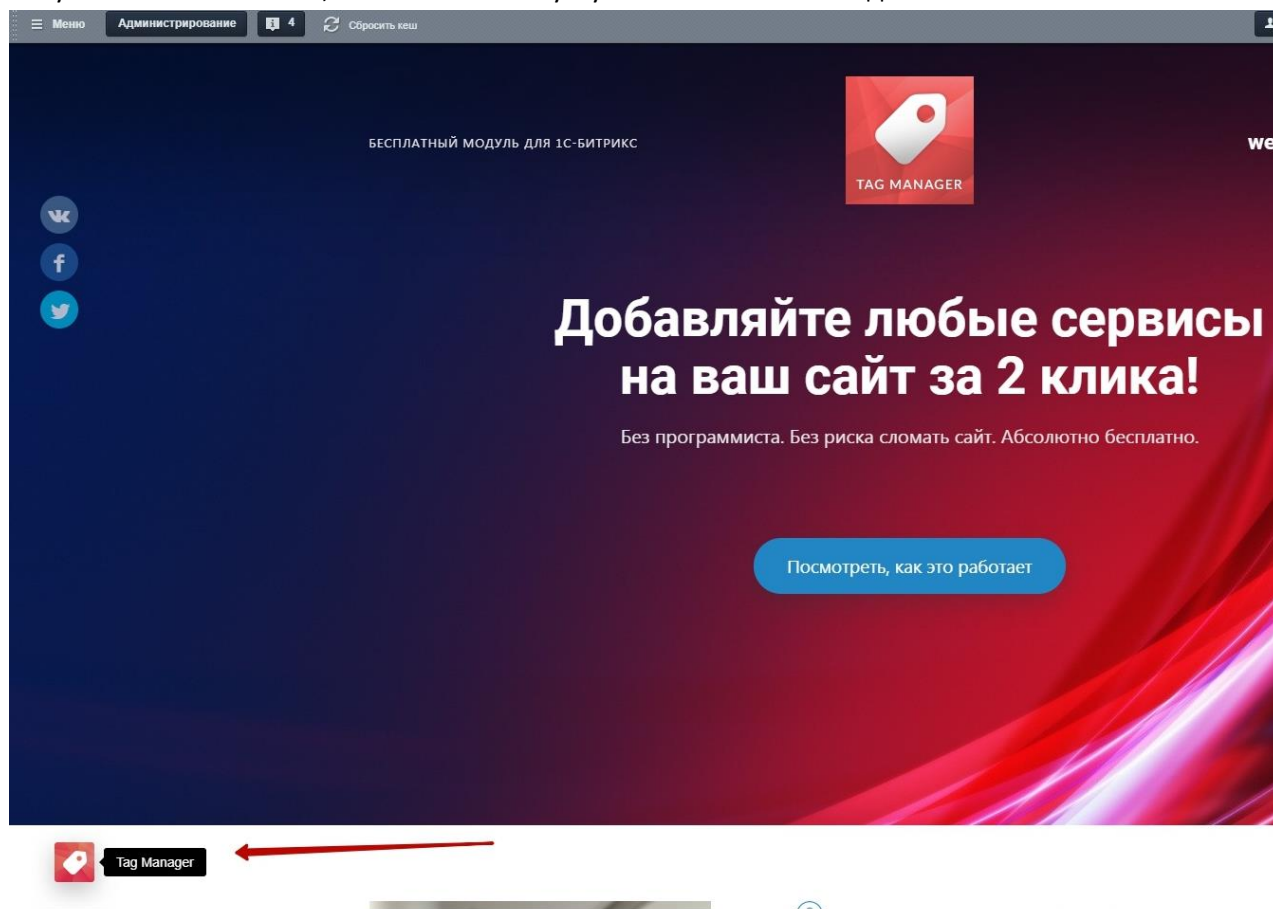 Меню Администрирование 4 Сбросить кеш
БЕСПЛАТНЫЙ МОДУЛЬ ДЛЯ 1С-БИТРИКС
TAG MANAGER
we
Добавляйте любые сервисы
на ваш сайт за 2 клика!
Без программиста. Без риска сломать сайт. Абсолютно бесплатно.
Посмотреть, как это работает
Tag Manager